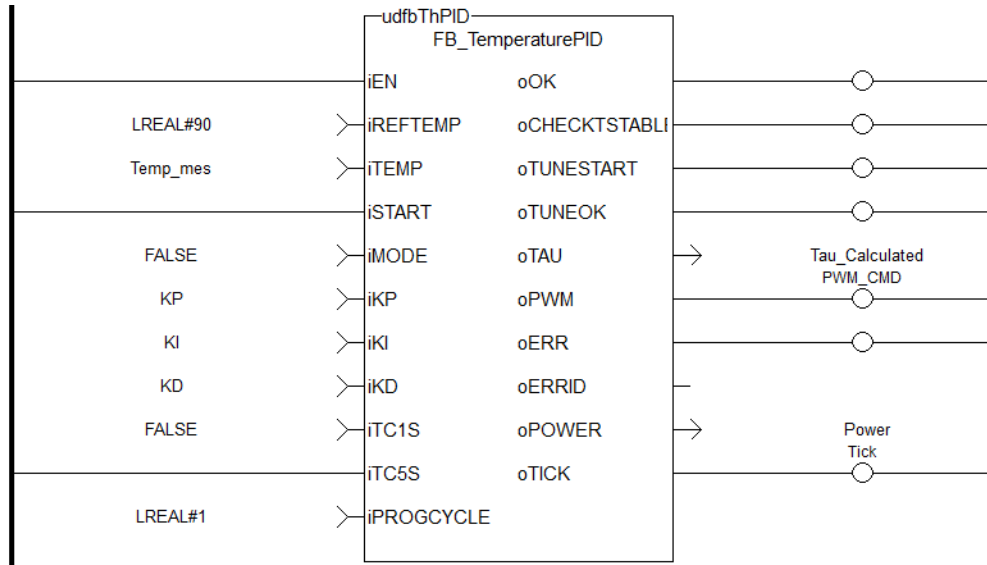 udfbThPID
FB_TemperaturePID
iEN oOK
LREAL#90 iREFTEMP oCHECKTSTABLE
Temp_mes iTEMP oTUNESTART
iSTART oTUNEOK
FALSE iMODE oTAU Tau_Calculated
PWM_CMD
KP iKP oPWM
KI iKI oERR
KD iKD oERRID
FALSE iTC1S oPOWER Power
Tick
iTC5S oTICK
LREAL#1 iPROGCYCLE